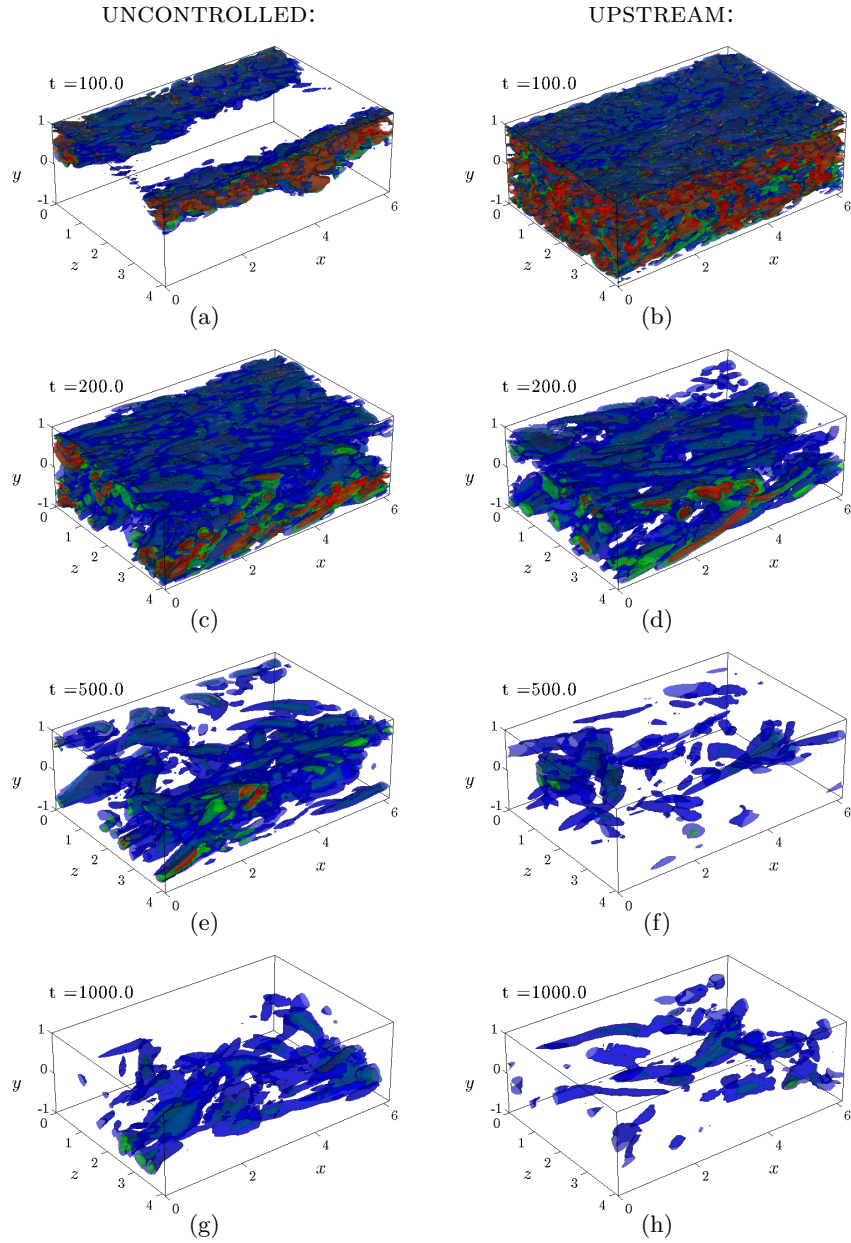 UNCONTROLLED:
UPSTREAM:
t =100.0
1
0
-1
y
0
1
2
3
4
z
0
2
4
6
x
(a)
t =100.0
1
0
-1
y
0
1
2
3
4
z
0
2
4
6
x
(b)
t =200.0
1
0
-1
y
0
1
2
3
4
z
0
2
4
6
x
(c)
t =200.0
1
0
-1
y
0
1
2
3
4
z
0
2
4
6
x
(d)
t =500.0
1
0
-1
y
0
1
2
3
4
z
0
2
4
6
x
(e)
t =500.0
1
0
-1
y
0
1
2
3
4
z
0
2
4
6
x
(f)
t =1000.0
1
0
-1
y
0
1
2
3
4
z
0
2
4
6
x
(g)
t =1000.0
1
0
-1
y
0
1
2
3
4
z
0
2
4
6
x
(h)